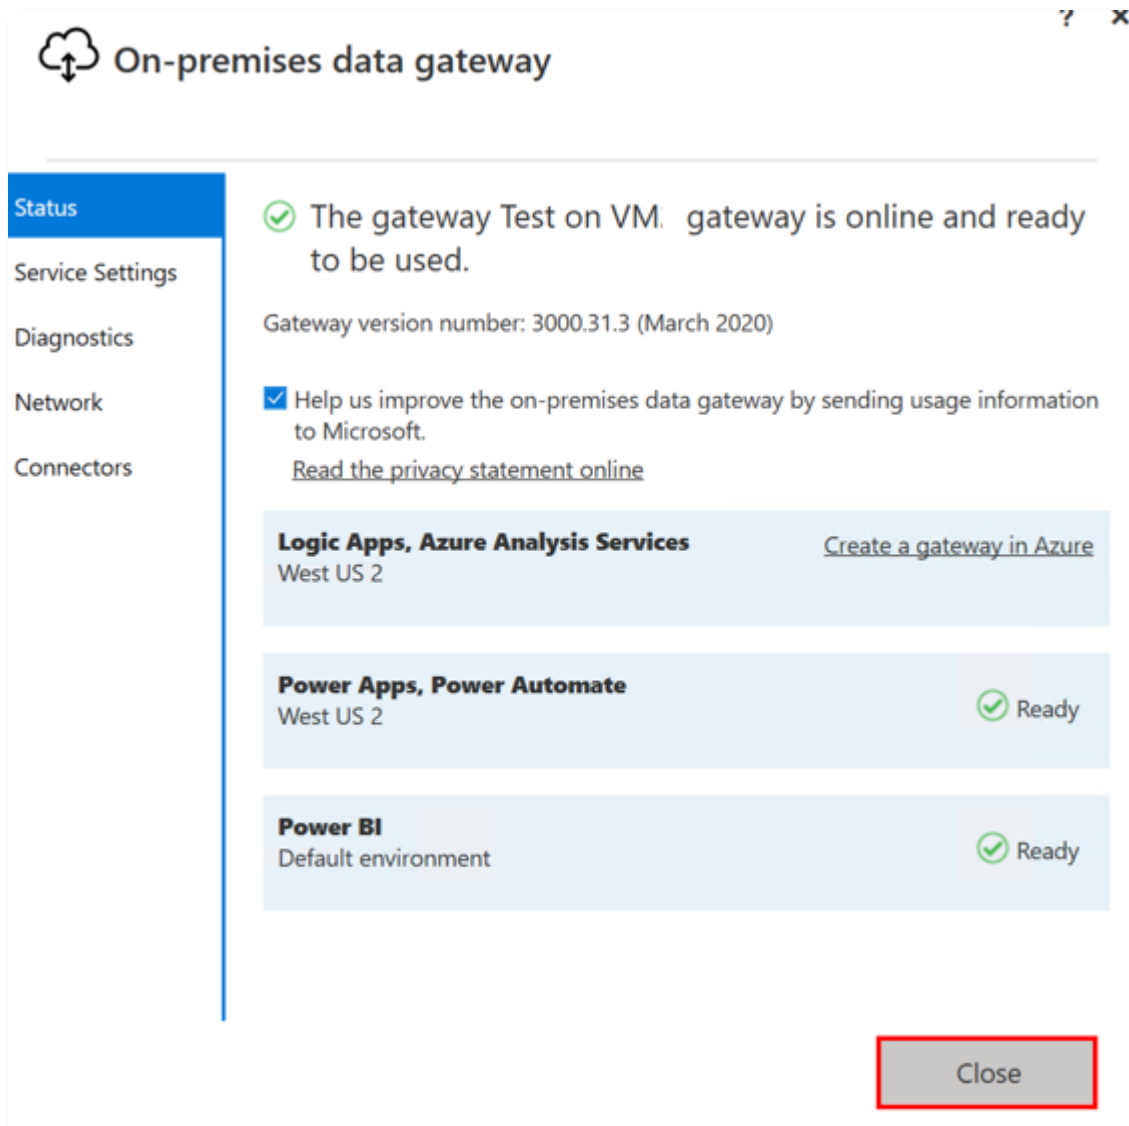 ? ×
On-premises data gateway
Status
Service Settings
Diagnostics
Network
Connectors
The gateway Test on VM gateway is online and ready
to be used.
Gateway version number: 3000.31.3 (March 2020)
Help us improve the on-premises data gateway by sending usage information
to Microsoft.
Read the privacy statement online
Logic Apps, Azure Analysis Services
Create a gateway in Azure
West US 2
Power Apps, Power Automate
West US 2
Ready
Power BI
Default environment
Ready
Close